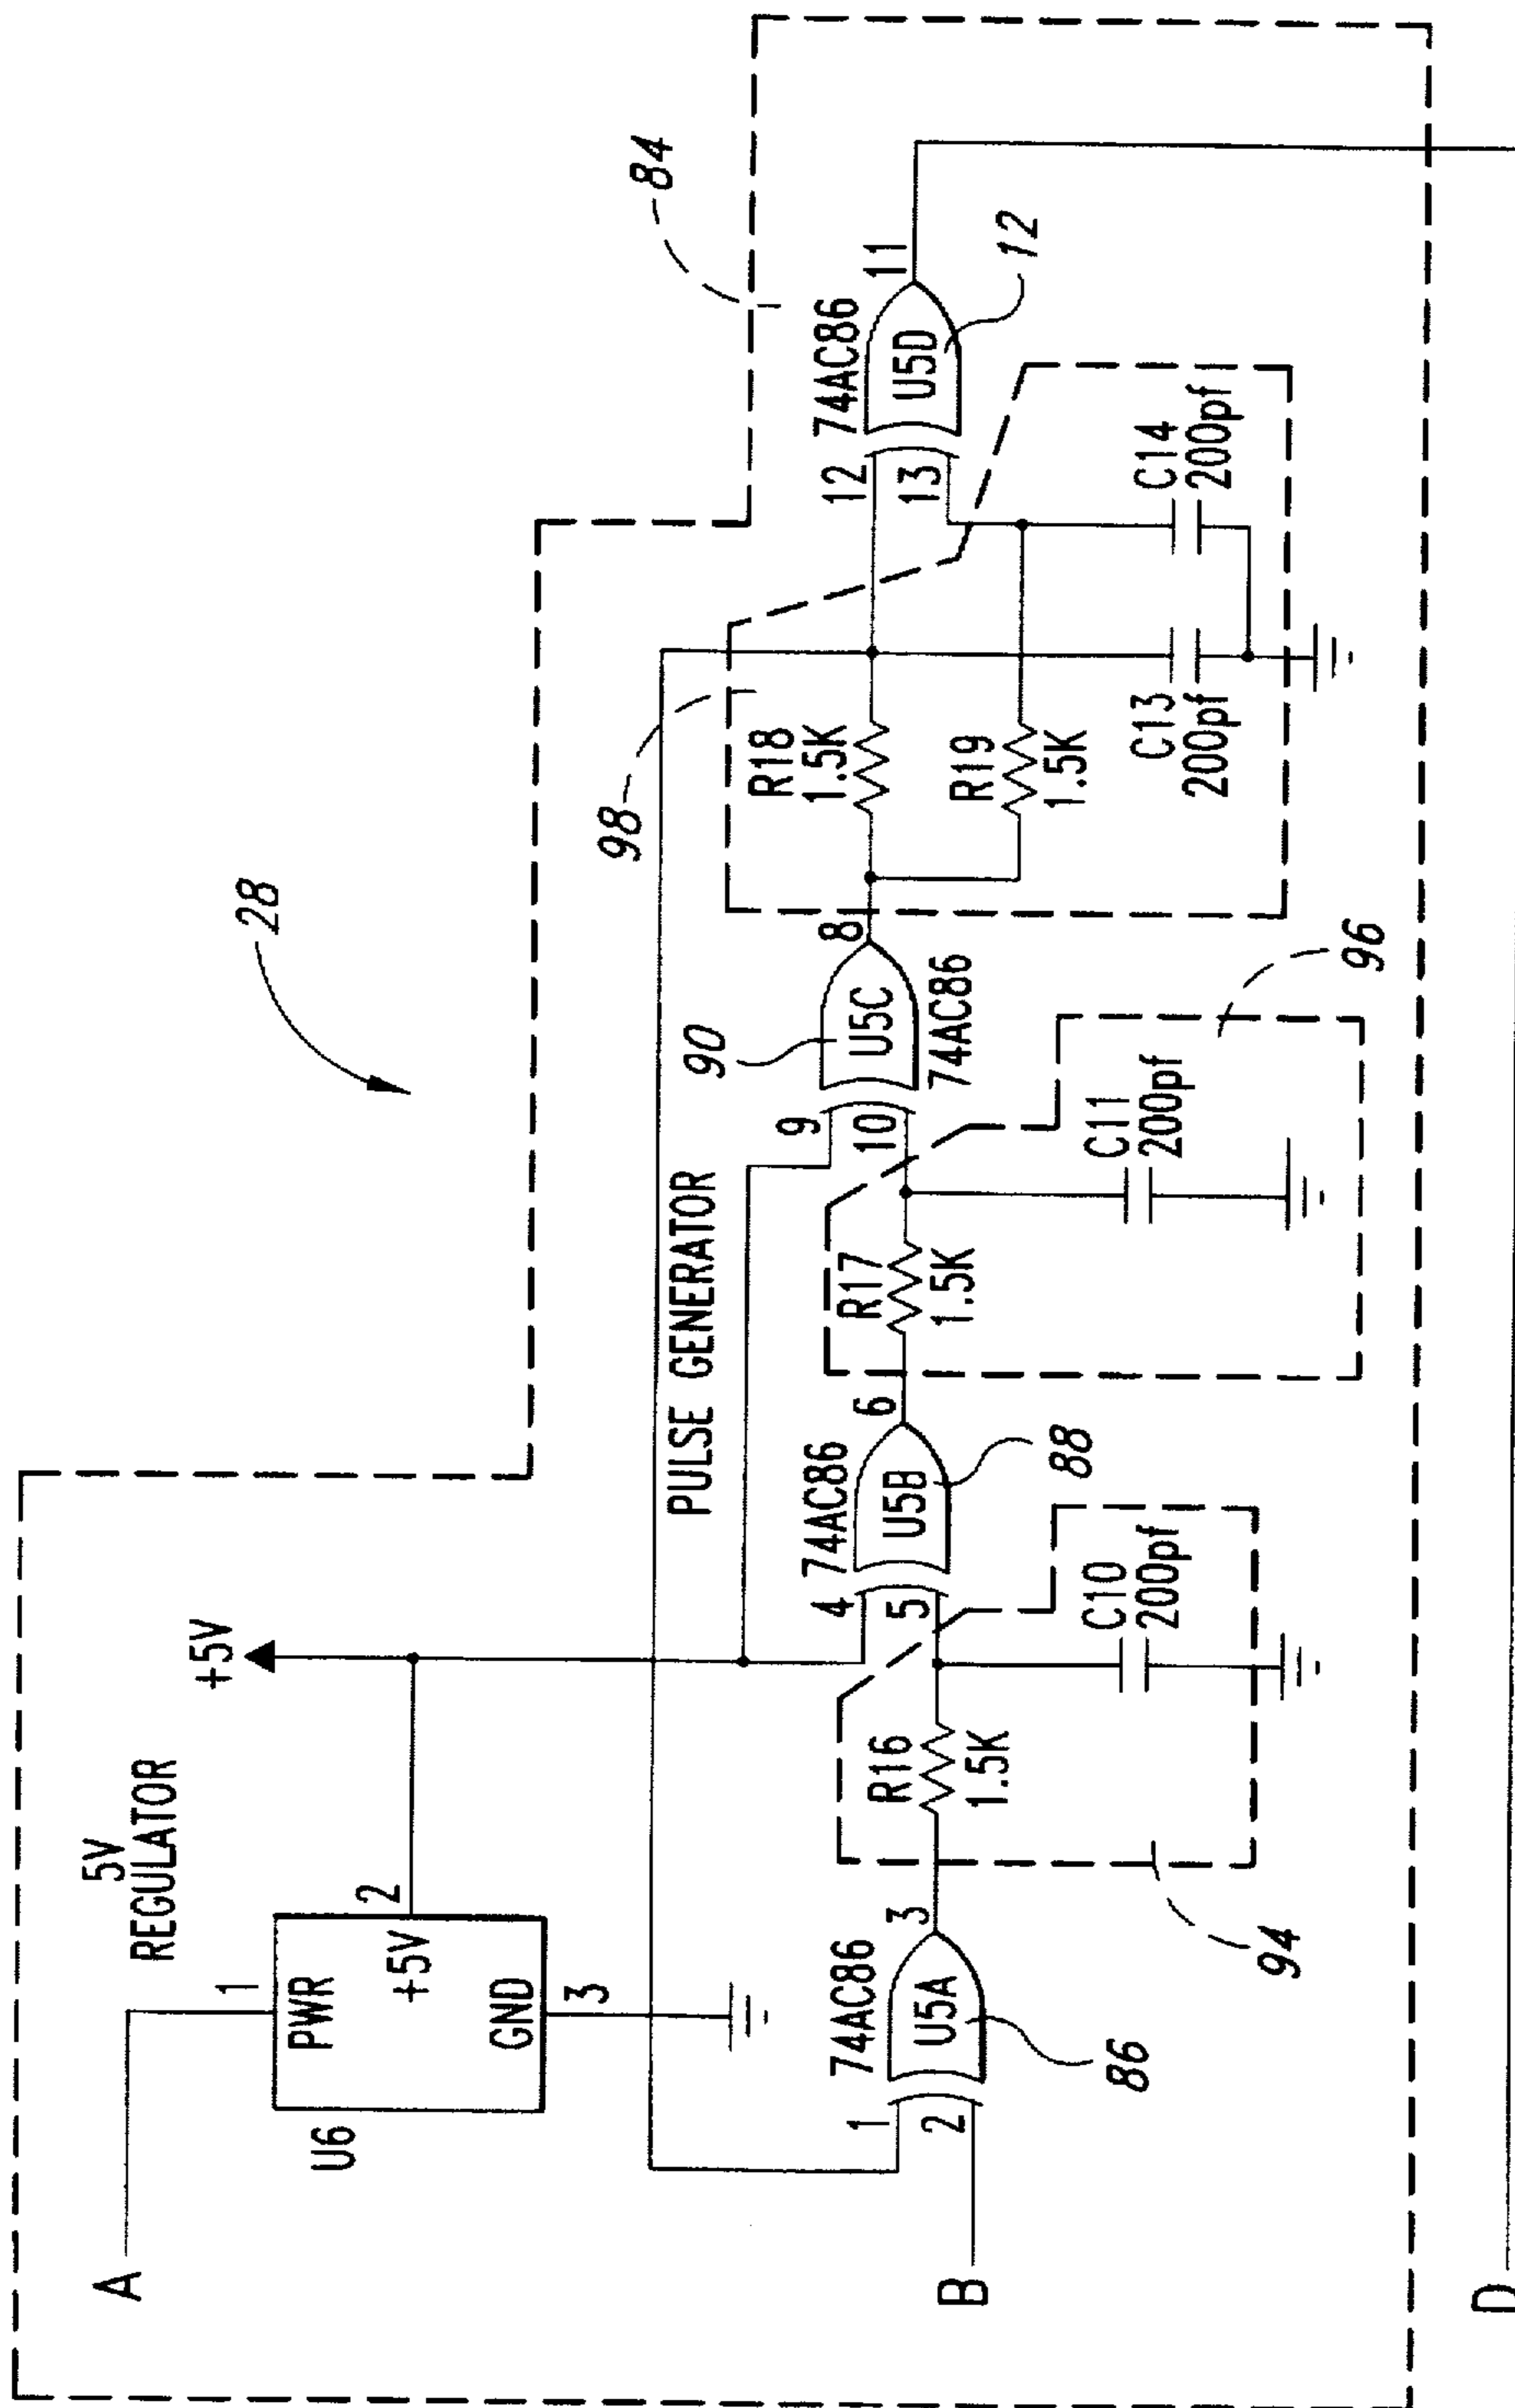 28
84
A
1
PWR
2
+5V
GND
3
U6
5V
REGULATOR
+5V
PULSE GENERATOR
B
1
2
74AC86
U5A
3
86
R16
1.5K
94
C10
200pf
4
5
74AC86
U5B
6
88
R17
1.5K
C11
200pf
96
9
10
90
U5C
8
74AC86
98
R18
1.5K
R19
1.5K
C13
200pf
C14
200pf
12
13
74AC86
U5D
11
12
D